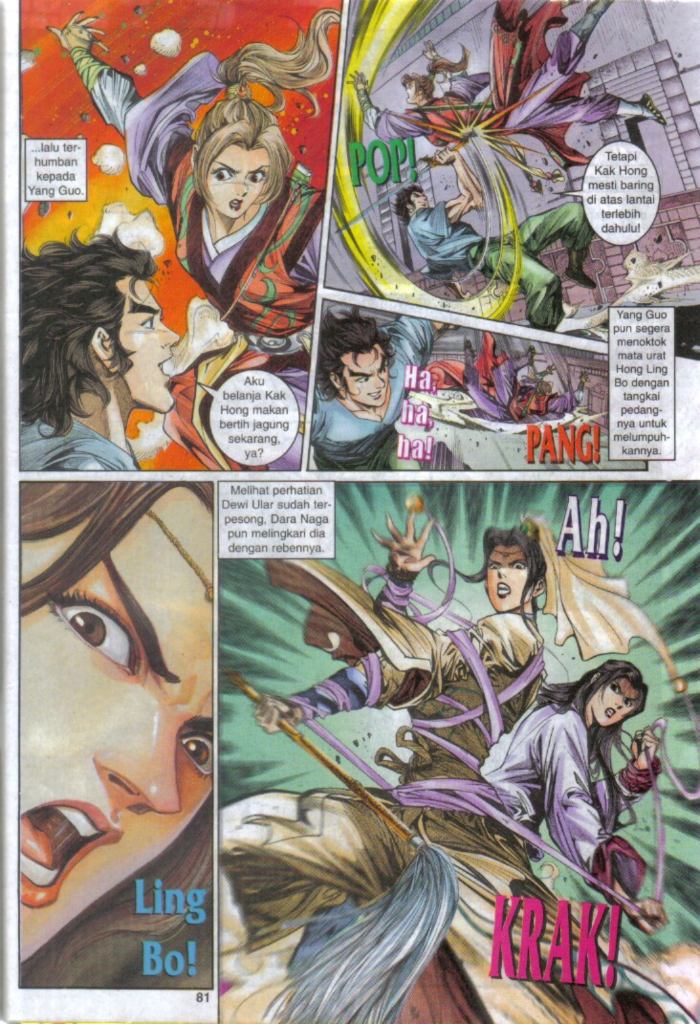 ...lalu ter-
humban
kepada
Yang Guo.
Aku
belanja Kak
Hong makan
bertih jagung
sekarang,
ya?
POP!
Tetapi
Kak Hong
mesti baring
di atas lantai
terlebih
dahulu!
Ha,
ha,
ha!
PANG!
Yang Guo
pun segera
menotok
mata urat
Hong Ling
Bo dengan
tangkai
pedang-
nya untuk
melumpuh-
kannya.
Ling
Bo!
Melihat perhatian
Dewi Ular sudah ter-
pesong, Dara Naga
pun melingkari dia
dengan rebennya.
Ah!
KRAK!
81